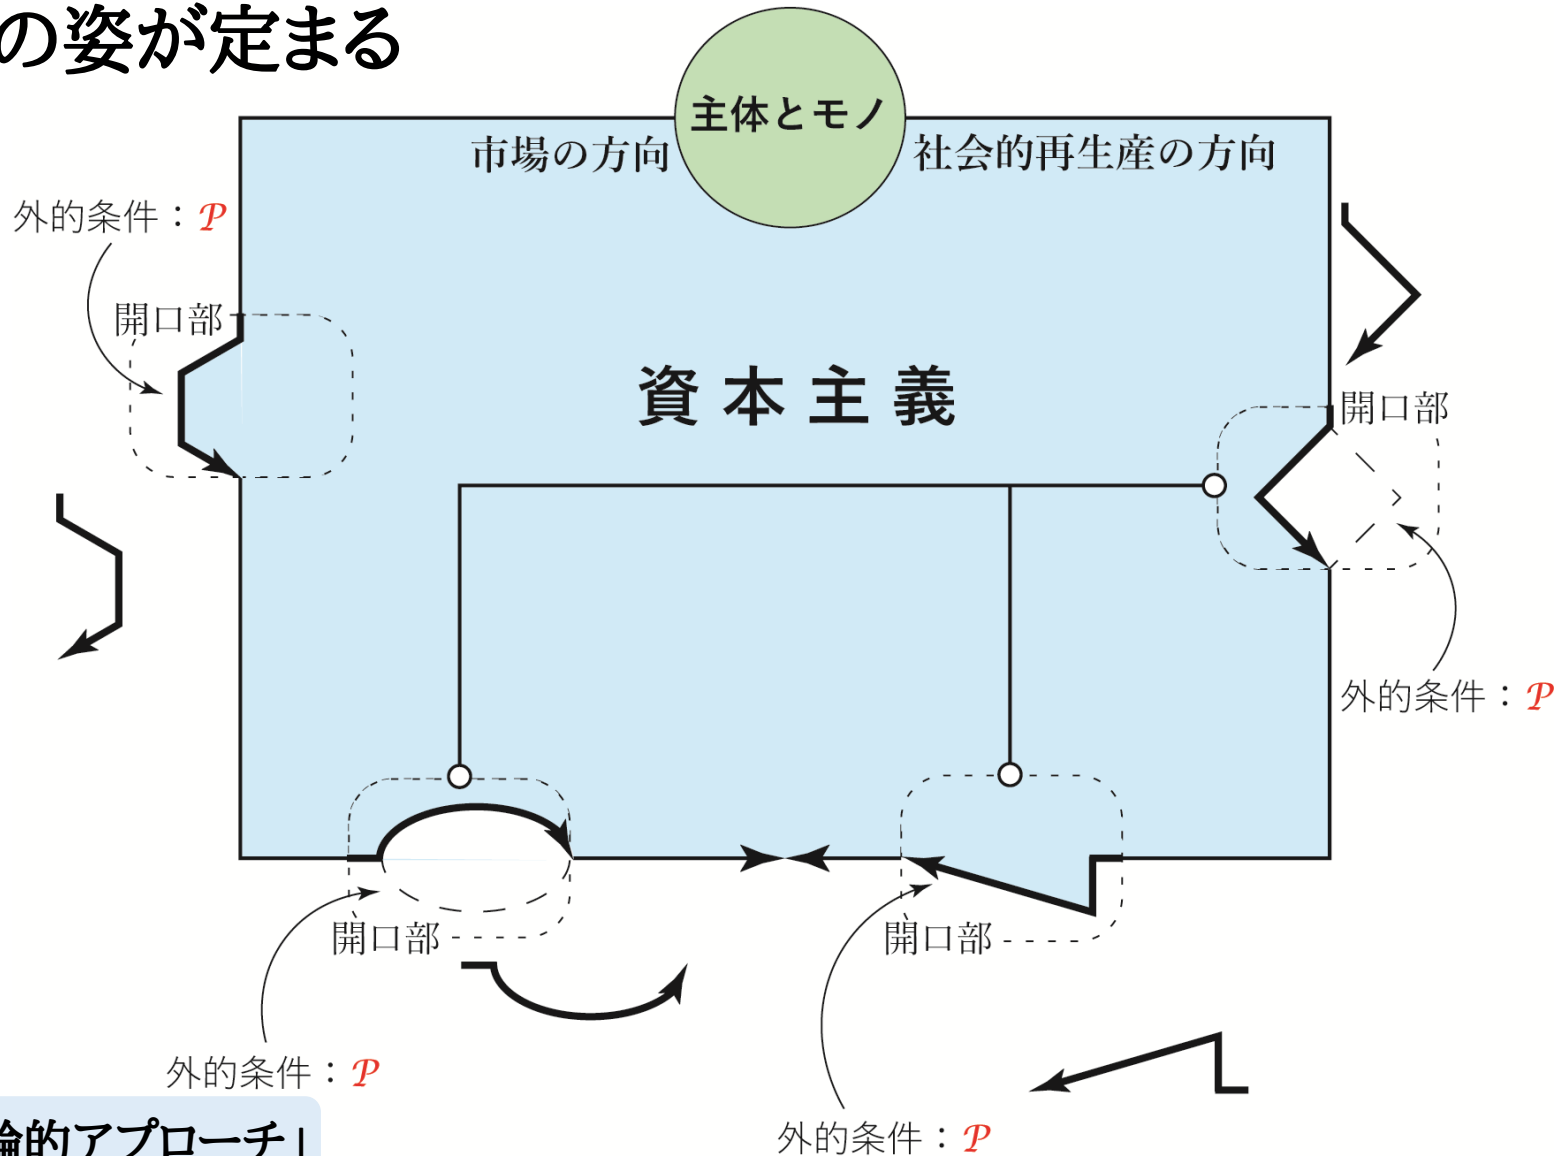 の姿が定まる
主体とモノ
市場の方向
社会的再生産の方向
外的条件：𝒫
開口部
資本主義
開口部
外的条件：𝒫
開口部
開口部
外的条件：𝒫
外的条件：𝒫
論的アプローチ」